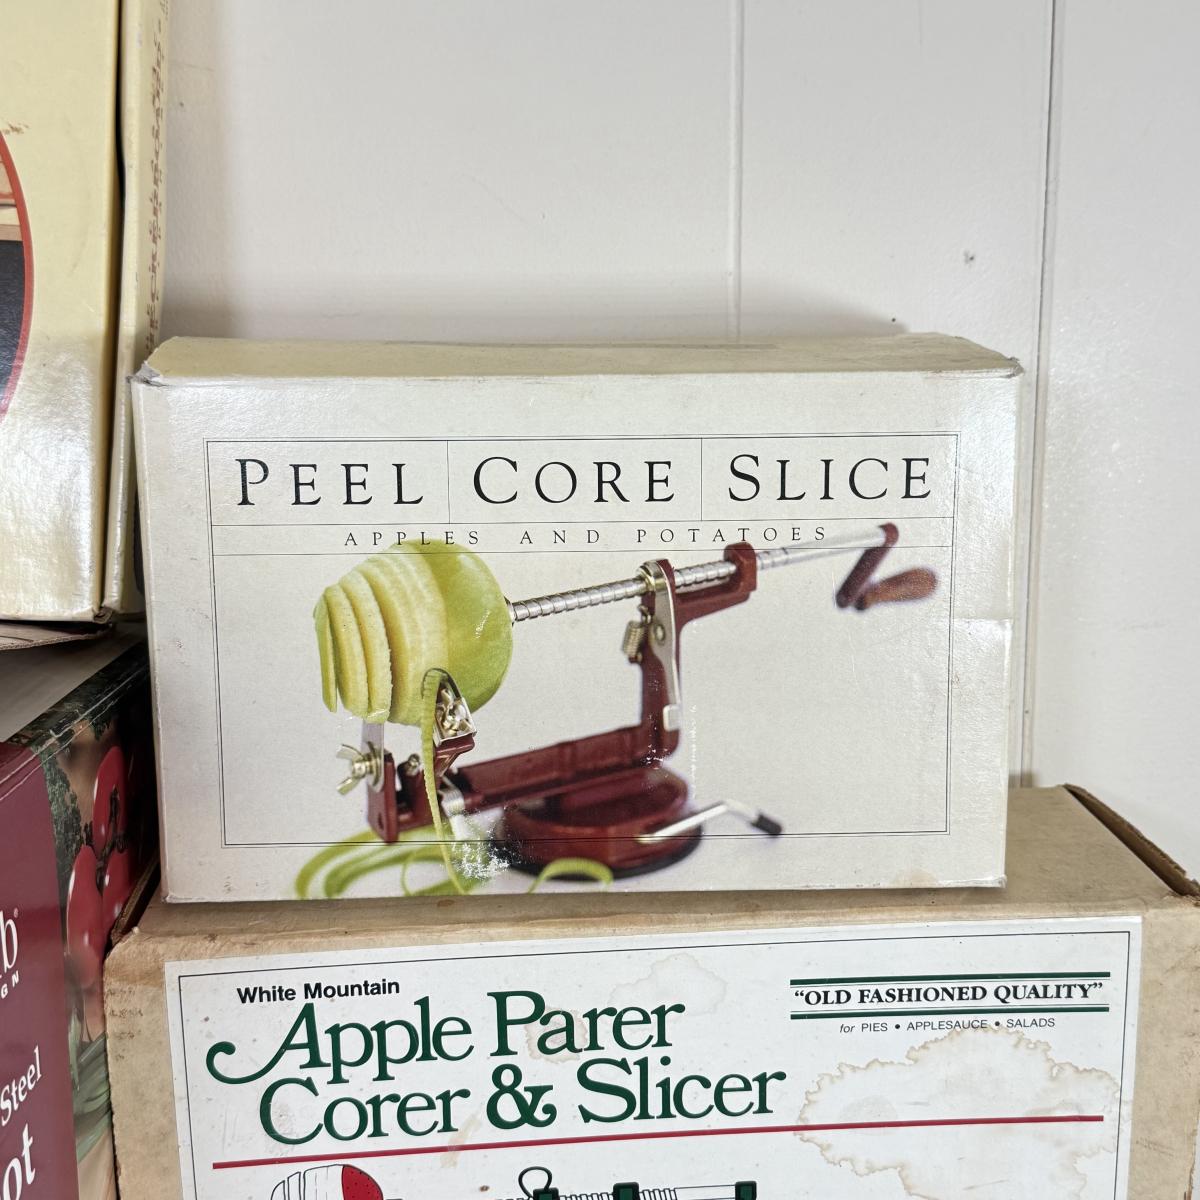 PEEL CORE SLICE
APPLES AND POTATOES
White Mountain
Apple Parer
Corer & Slicer
"OLD FASHIONED QUALITY"
for PIES • APPLESAUCE • SALADS
Steel